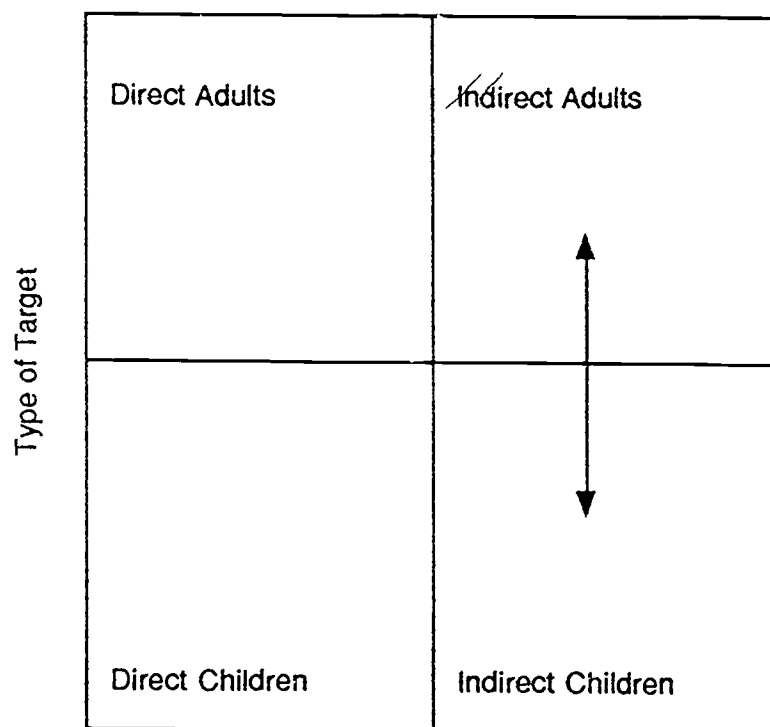 Direct Adults
Indirect Adults
Type of Target
Direct Children
Indirect Children